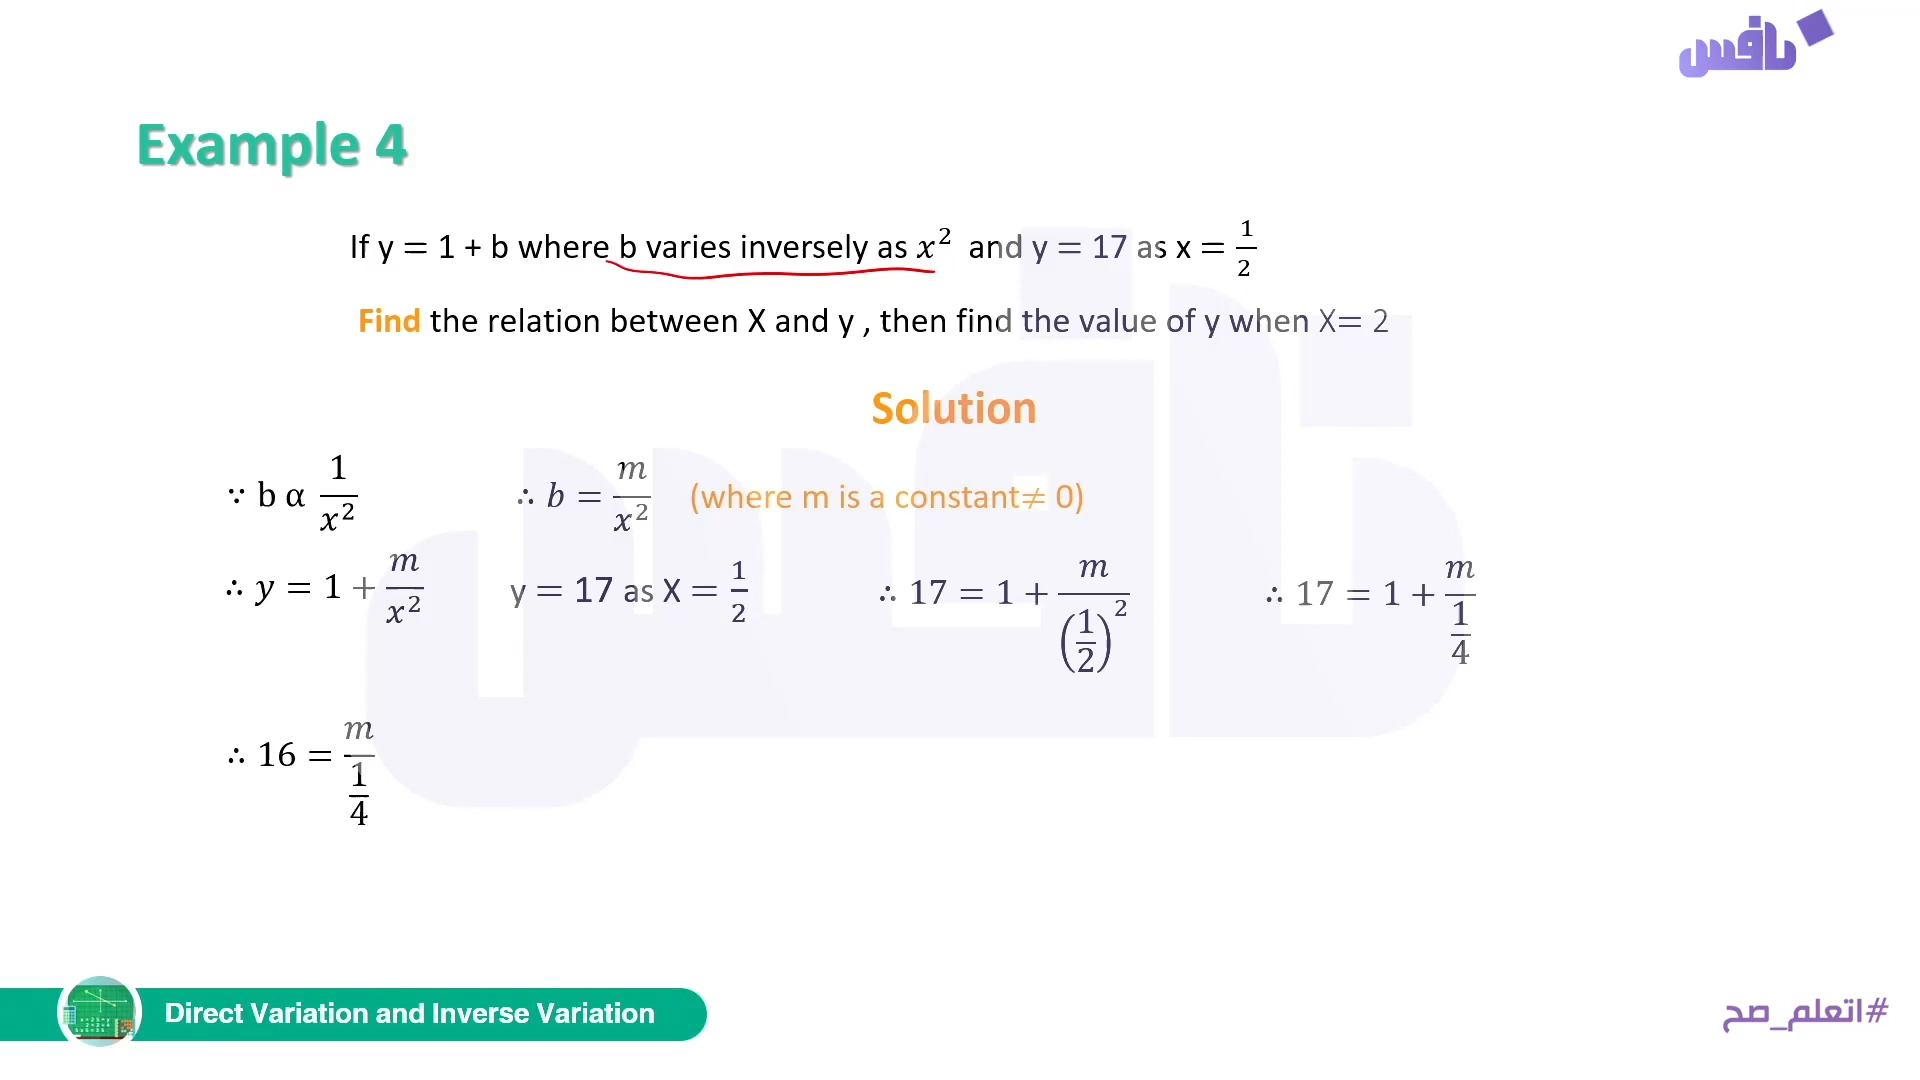 نافس
Example 4
If y = 1 + b where b varies inversely as x² and y = 17 as x = 1/2
Find the relation between X and y , then find the value of y when X= 2
Solution
∵ b α 1/x² ∴ b = m/x² (where m is a constant≠ 0)
∴ y = 1 + m/x² y = 17 as X = 1/2 ∴ 17 = 1 + m/(1/2)² ∴ 17 = 1 + m/(1/4)
∴ 16 = m/(1/4)
Direct Variation and Inverse Variation
#اتعلم_صح